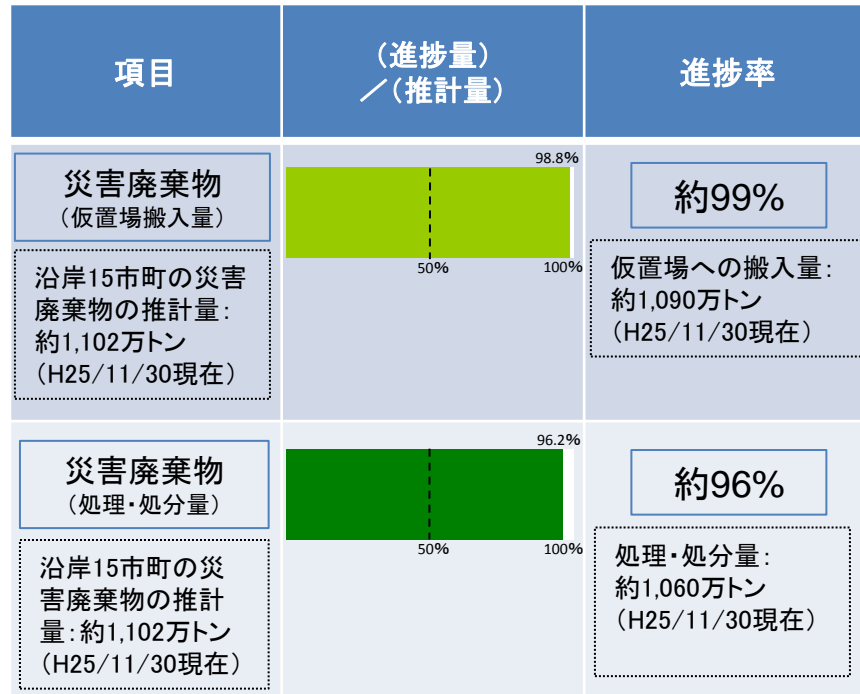 項目
（進捗量）
／（推計量）
進捗率
災害廃棄物
（仮置場搬入量）
沿岸15市町の災害
廃棄物の推計量：
約1,102万トン
（H25/11/30現在）
98.8%
50%
100%
約99%
仮置場への搬入量：
約1,090万トン
（H25/11/30現在）
災害廃棄物
（処理・処分量）
沿岸15市町の災
害廃棄物の推計
量：約1,102万トン
（H25/11/30現在）
96.2%
50%
100%
約96%
処理・処分量：
約1,060万トン
（H25/11/30現在）